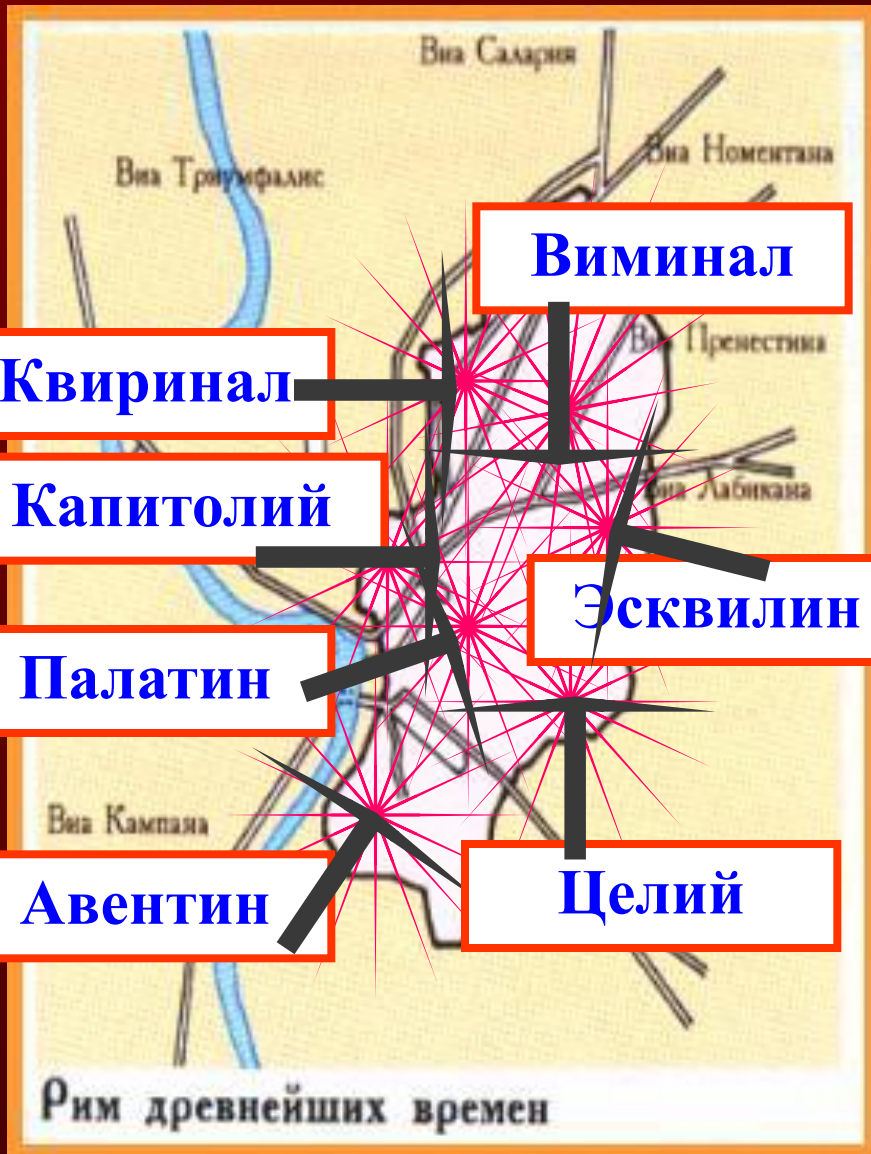 Виа Салария
Виа Номентана
Виа Триумфалис
Виминал
Виа Пренестина
Квиринал
Капитолий
Виа Лабикана
Эсквилин
Палатин
Виа Кампана
Авентин
Целий
Рим древнейших времен